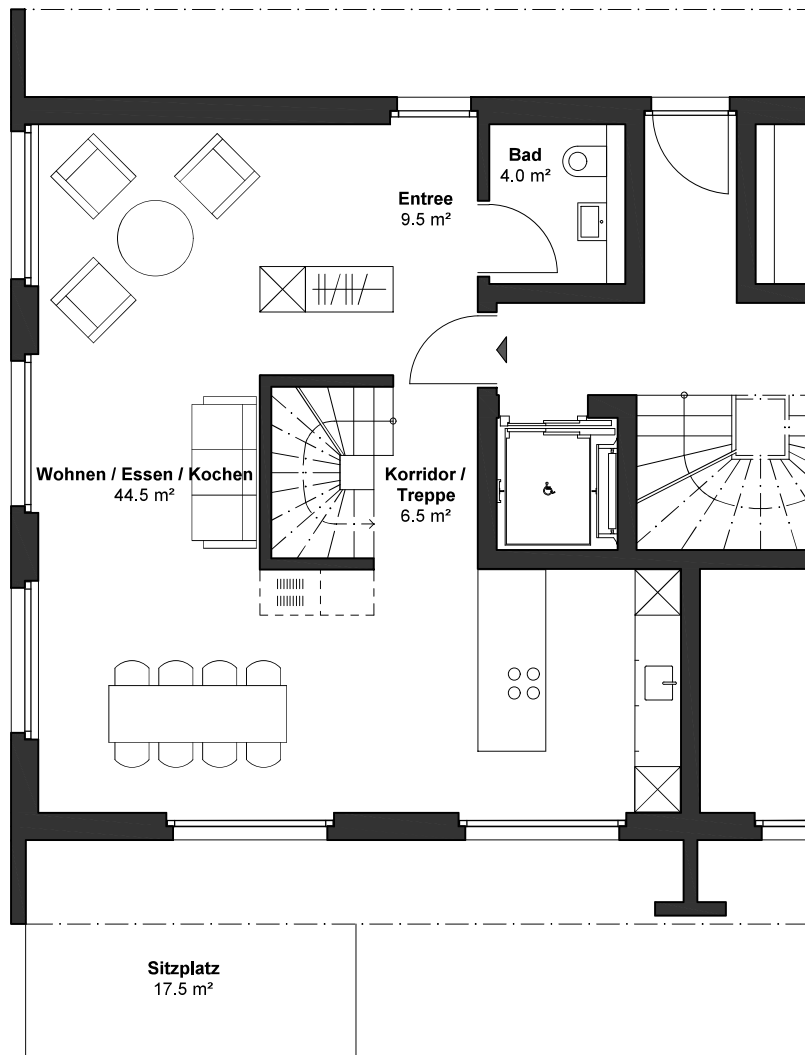 Bad
4.0 m²
Entree
9.5 m²
Wohnen / Essen / Kochen
44.5 m²
Korridor /
Treppe
6.5 m²
Sitzplatz
17.5 m²